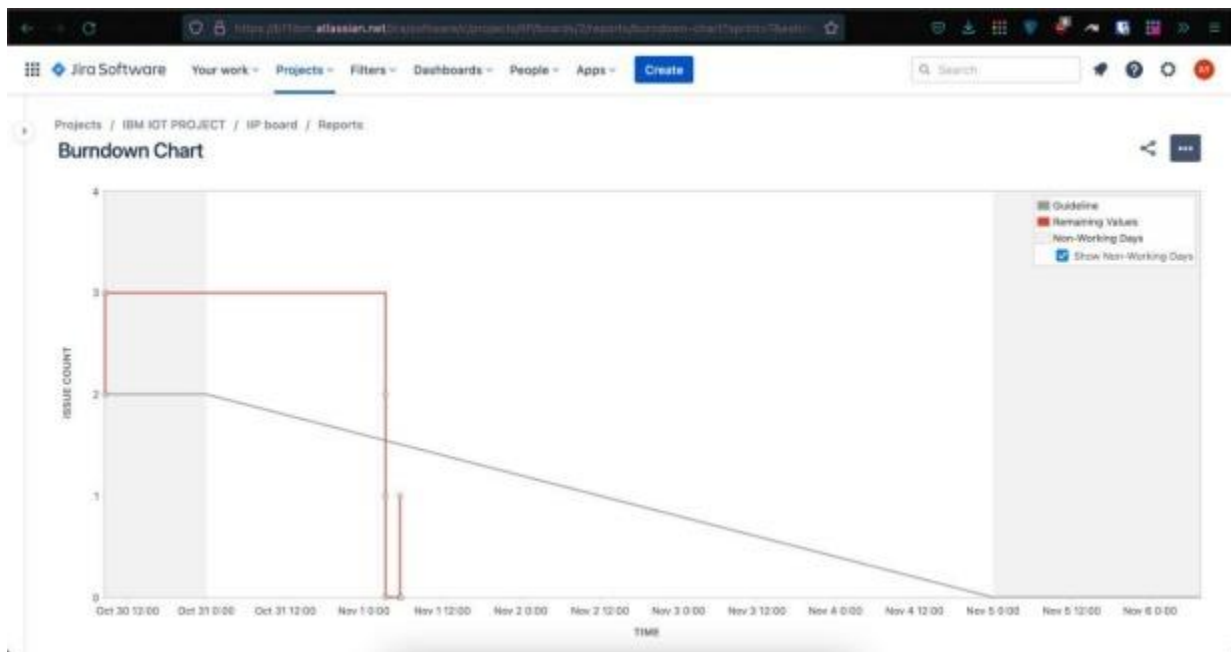 atlassian.net
Jira Software Your work Projects Filters Dashboards People Apps Create Search
Projects / IBM IOT PROJECT / IIP board / Reports
Burndown Chart
Guideline
Remaining Values
Non-Working Days
Show Non-Working Days
4
3
2
1
0
ISSUE COUNT
Oct 30 12:00 Oct 31 0:00 Oct 31 12:00 Nov 1 0:00 Nov 1 12:00 Nov 2 0:00 Nov 2 12:00 Nov 3 0:00 Nov 3 12:00 Nov 4 0:00 Nov 4 12:00 Nov 5 0:00 Nov 5 12:00 Nov 6 0:00
TIME